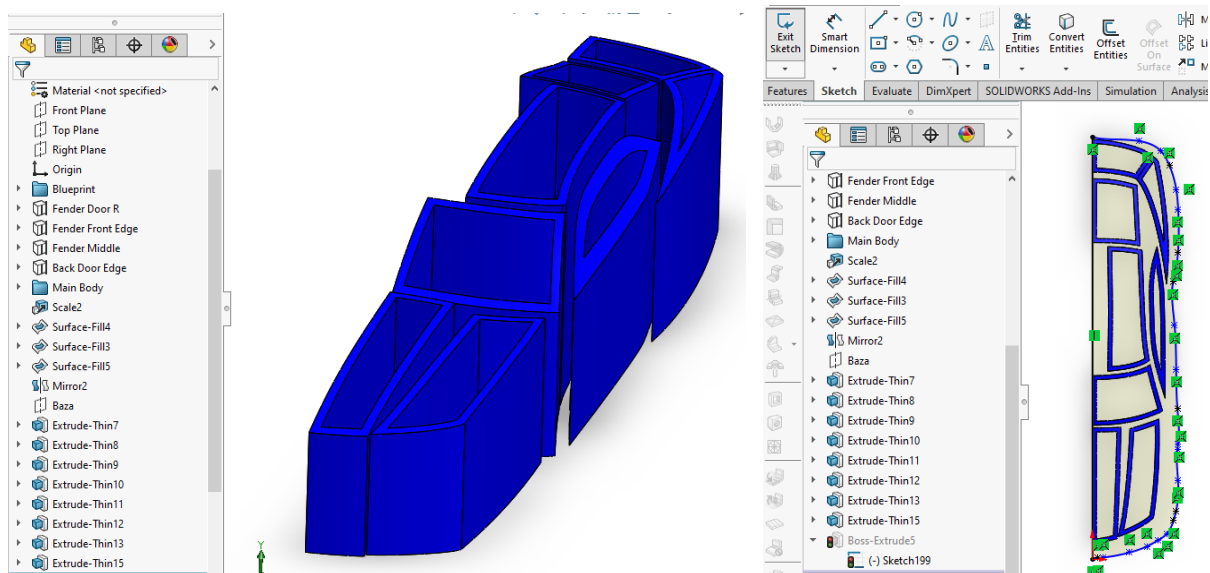 Material <not specified>
Front Plane
Top Plane
Right Plane
Origin
Blueprint
Fender Door R
Fender Front Edge
Fender Middle
Back Door Edge
Main Body
Scale2
Surface-Fill4
Surface-Fill3
Surface-Fill5
Mirror2
Baza
Extrude-Thin7
Extrude-Thin8
Extrude-Thin9
Extrude-Thin10
Extrude-Thin11
Extrude-Thin12
Extrude-Thin13
Extrude-Thin15
Y
Exit Sketch
Smart Dimension
Trim Entities
Convert Entities
Offset Entities
Offset On Surface
M
Li
M
Features Sketch Evaluate DimXpert SOLIDWORKS Add-Ins Simulation Analysis
Fender Front Edge
Fender Middle
Back Door Edge
Main Body
Scale2
Surface-Fill4
Surface-Fill3
Surface-Fill5
Mirror2
Baza
Extrude-Thin7
Extrude-Thin8
Extrude-Thin9
Extrude-Thin10
Extrude-Thin11
Extrude-Thin12
Extrude-Thin13
Extrude-Thin15
Boss-Extrude5
(-) Sketch199